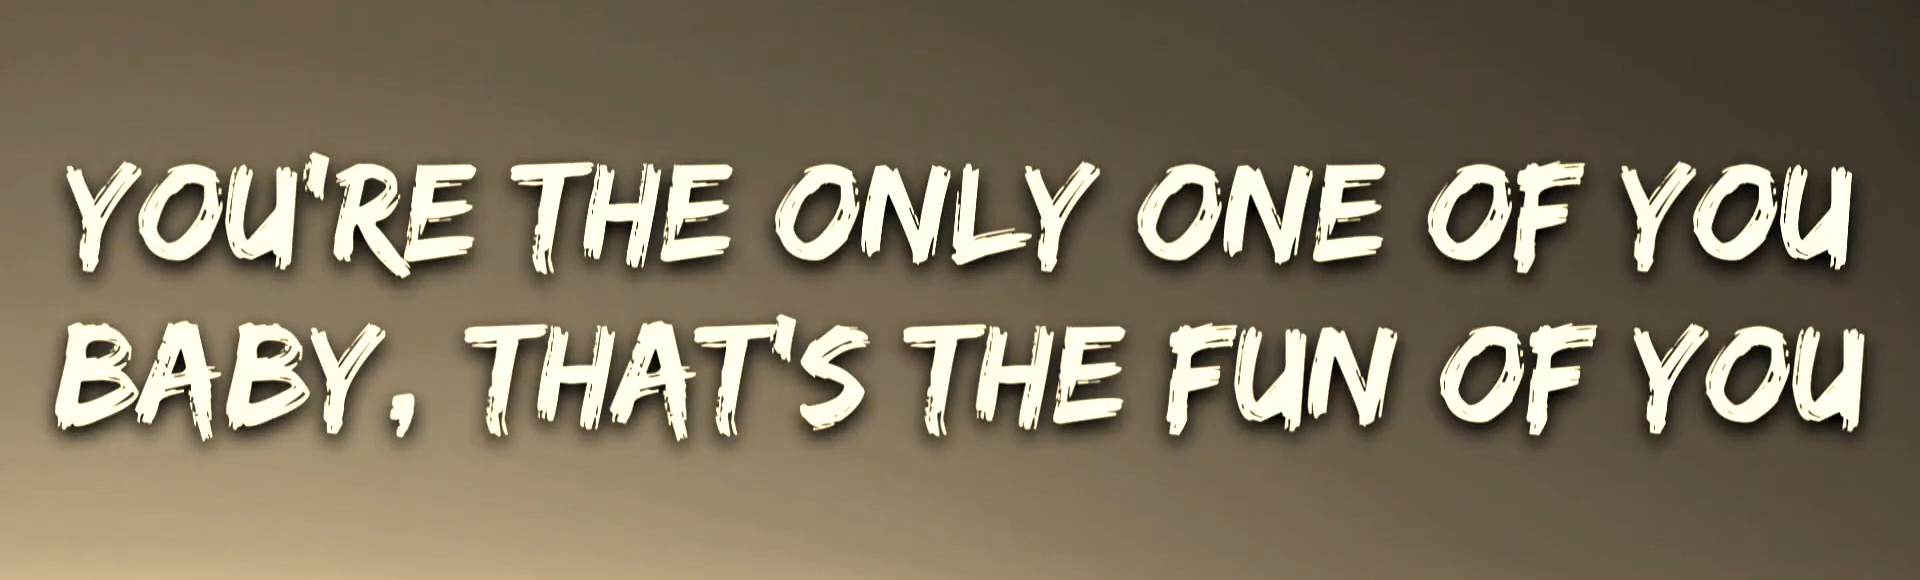 YOU'RE THE ONLY ONE OF YOU
BABY, THAT'S THE FUN OF YOU